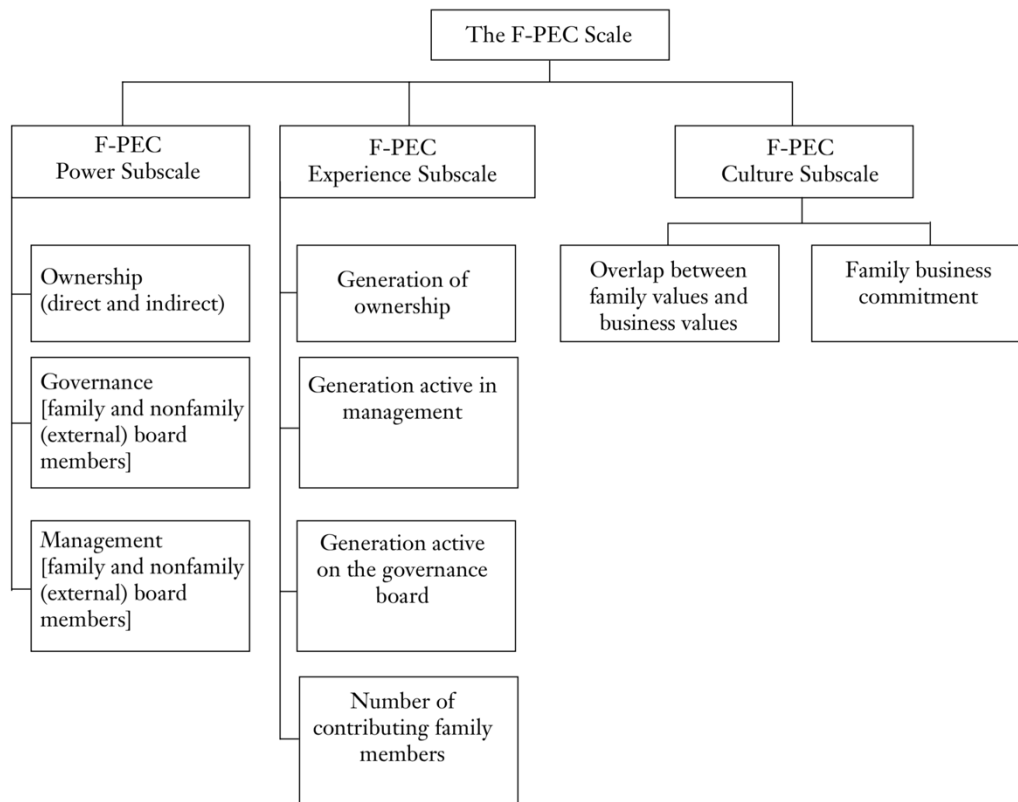 The F-PEC Scale
F-PEC
Power Subscale
F-PEC
Experience Subscale
F-PEC
Culture Subscale
Ownership
(direct and indirect)
Governance
[family and nonfamily
(external) board
members]
Management
[family and nonfamily
(external) board
members]
Generation of
ownership
Generation active in
management
Generation active
on the governance
board
Number of
contributing family
members
Overlap between
family values and
business values
Family business
commitment